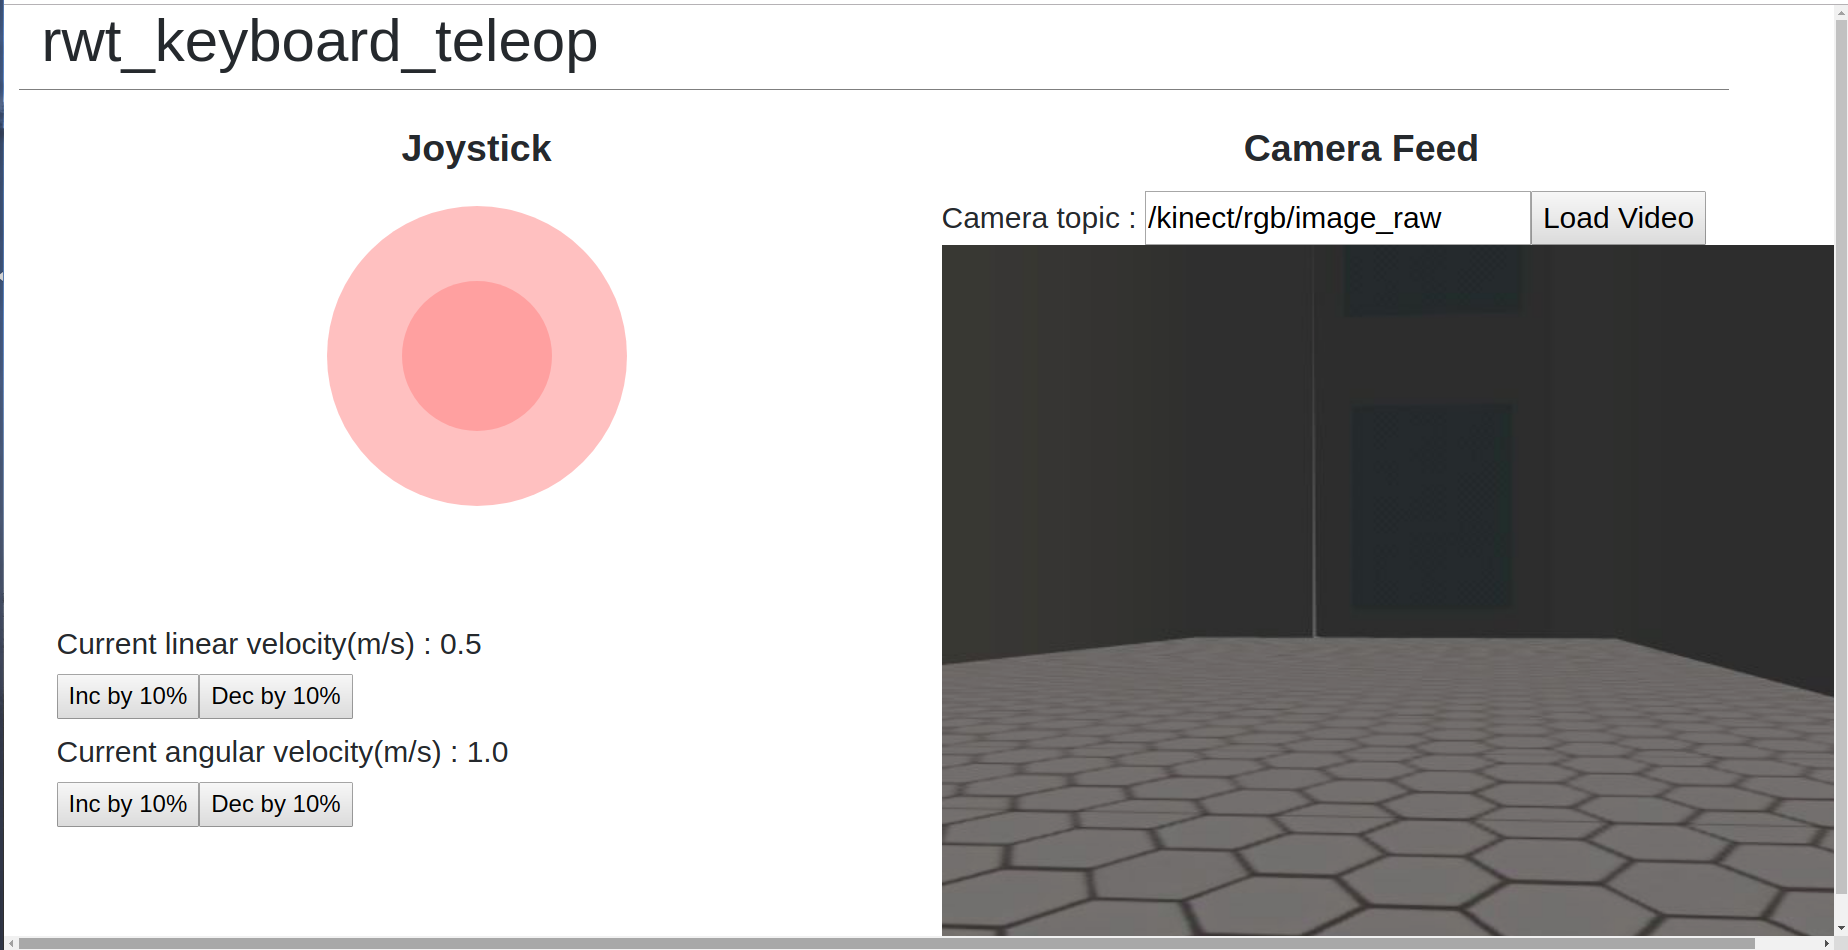 rwt_keyboard_teleop
Joystick
Camera Feed
Camera topic : /kinect/rgb/image_raw Load Video
Current linear velocity(m/s) : 0.5
Inc by 10% Dec by 10%
Current angular velocity(m/s) : 1.0
Inc by 10% Dec by 10%